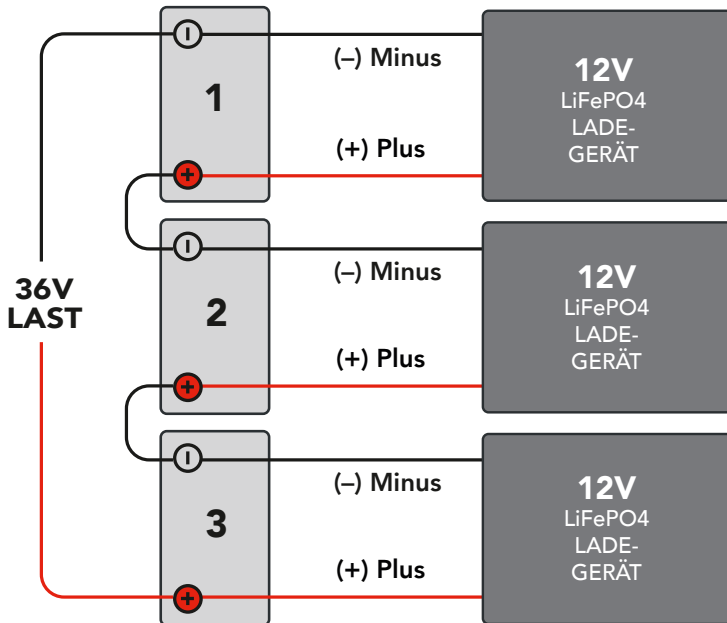 (–) Minus
1
(+) Plus
12V
LiFePO4
LADE-
GERÄT
36V
LAST
(–) Minus
2
(+) Plus
12V
LiFePO4
LADE-
GERÄT
(–) Minus
3
(+) Plus
12V
LiFePO4
LADE-
GERÄT